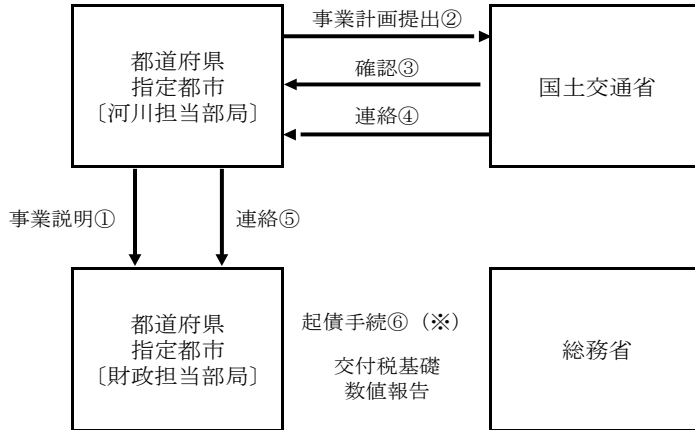 事業計画提出②
都道府県
指定都市
〔河川担当部局〕
確認③
国土交通省
連絡④
事業説明①
連絡⑤
都道府県
指定都市
〔財政担当部局〕
起債手続⑥（※）
交付税基礎
数値報告
総務省